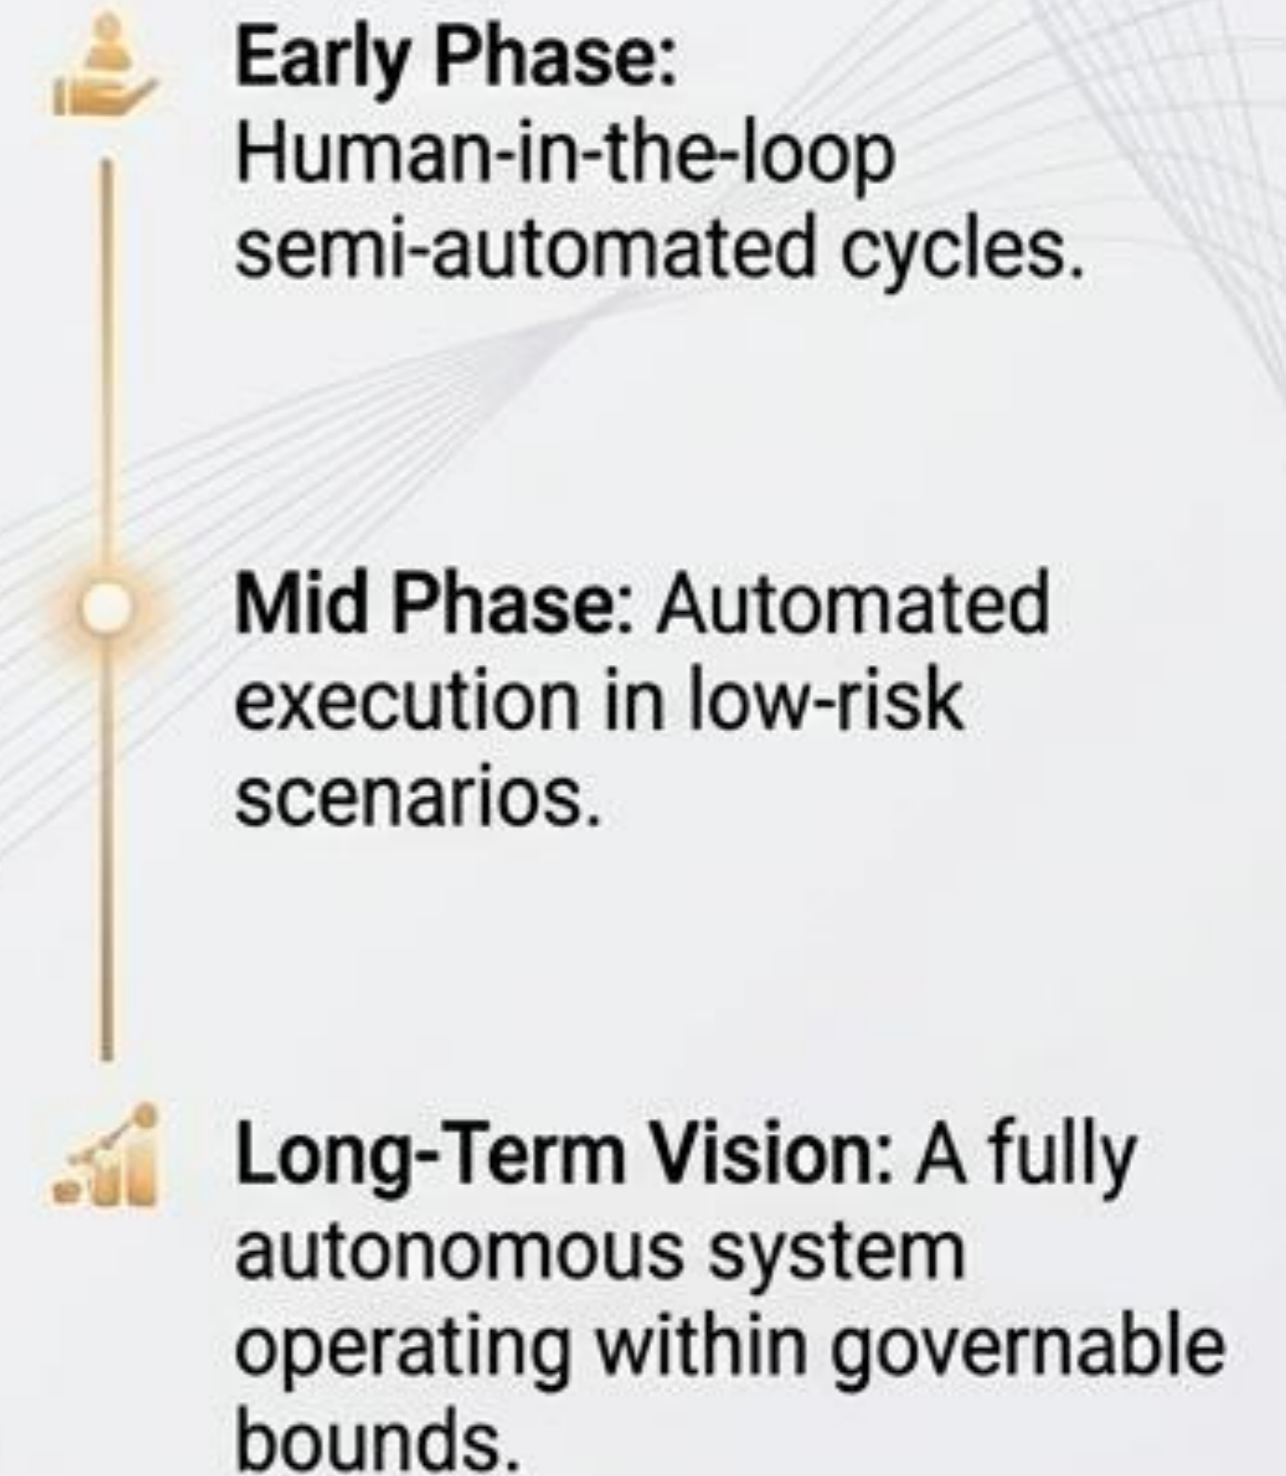 Early Phase:
Human-in-the-loop
semi-automated cycles.
Mid Phase: Automated
execution in low-risk
scenarios.
Long-Term Vision: A fully
autonomous system
operating within governable
bounds.